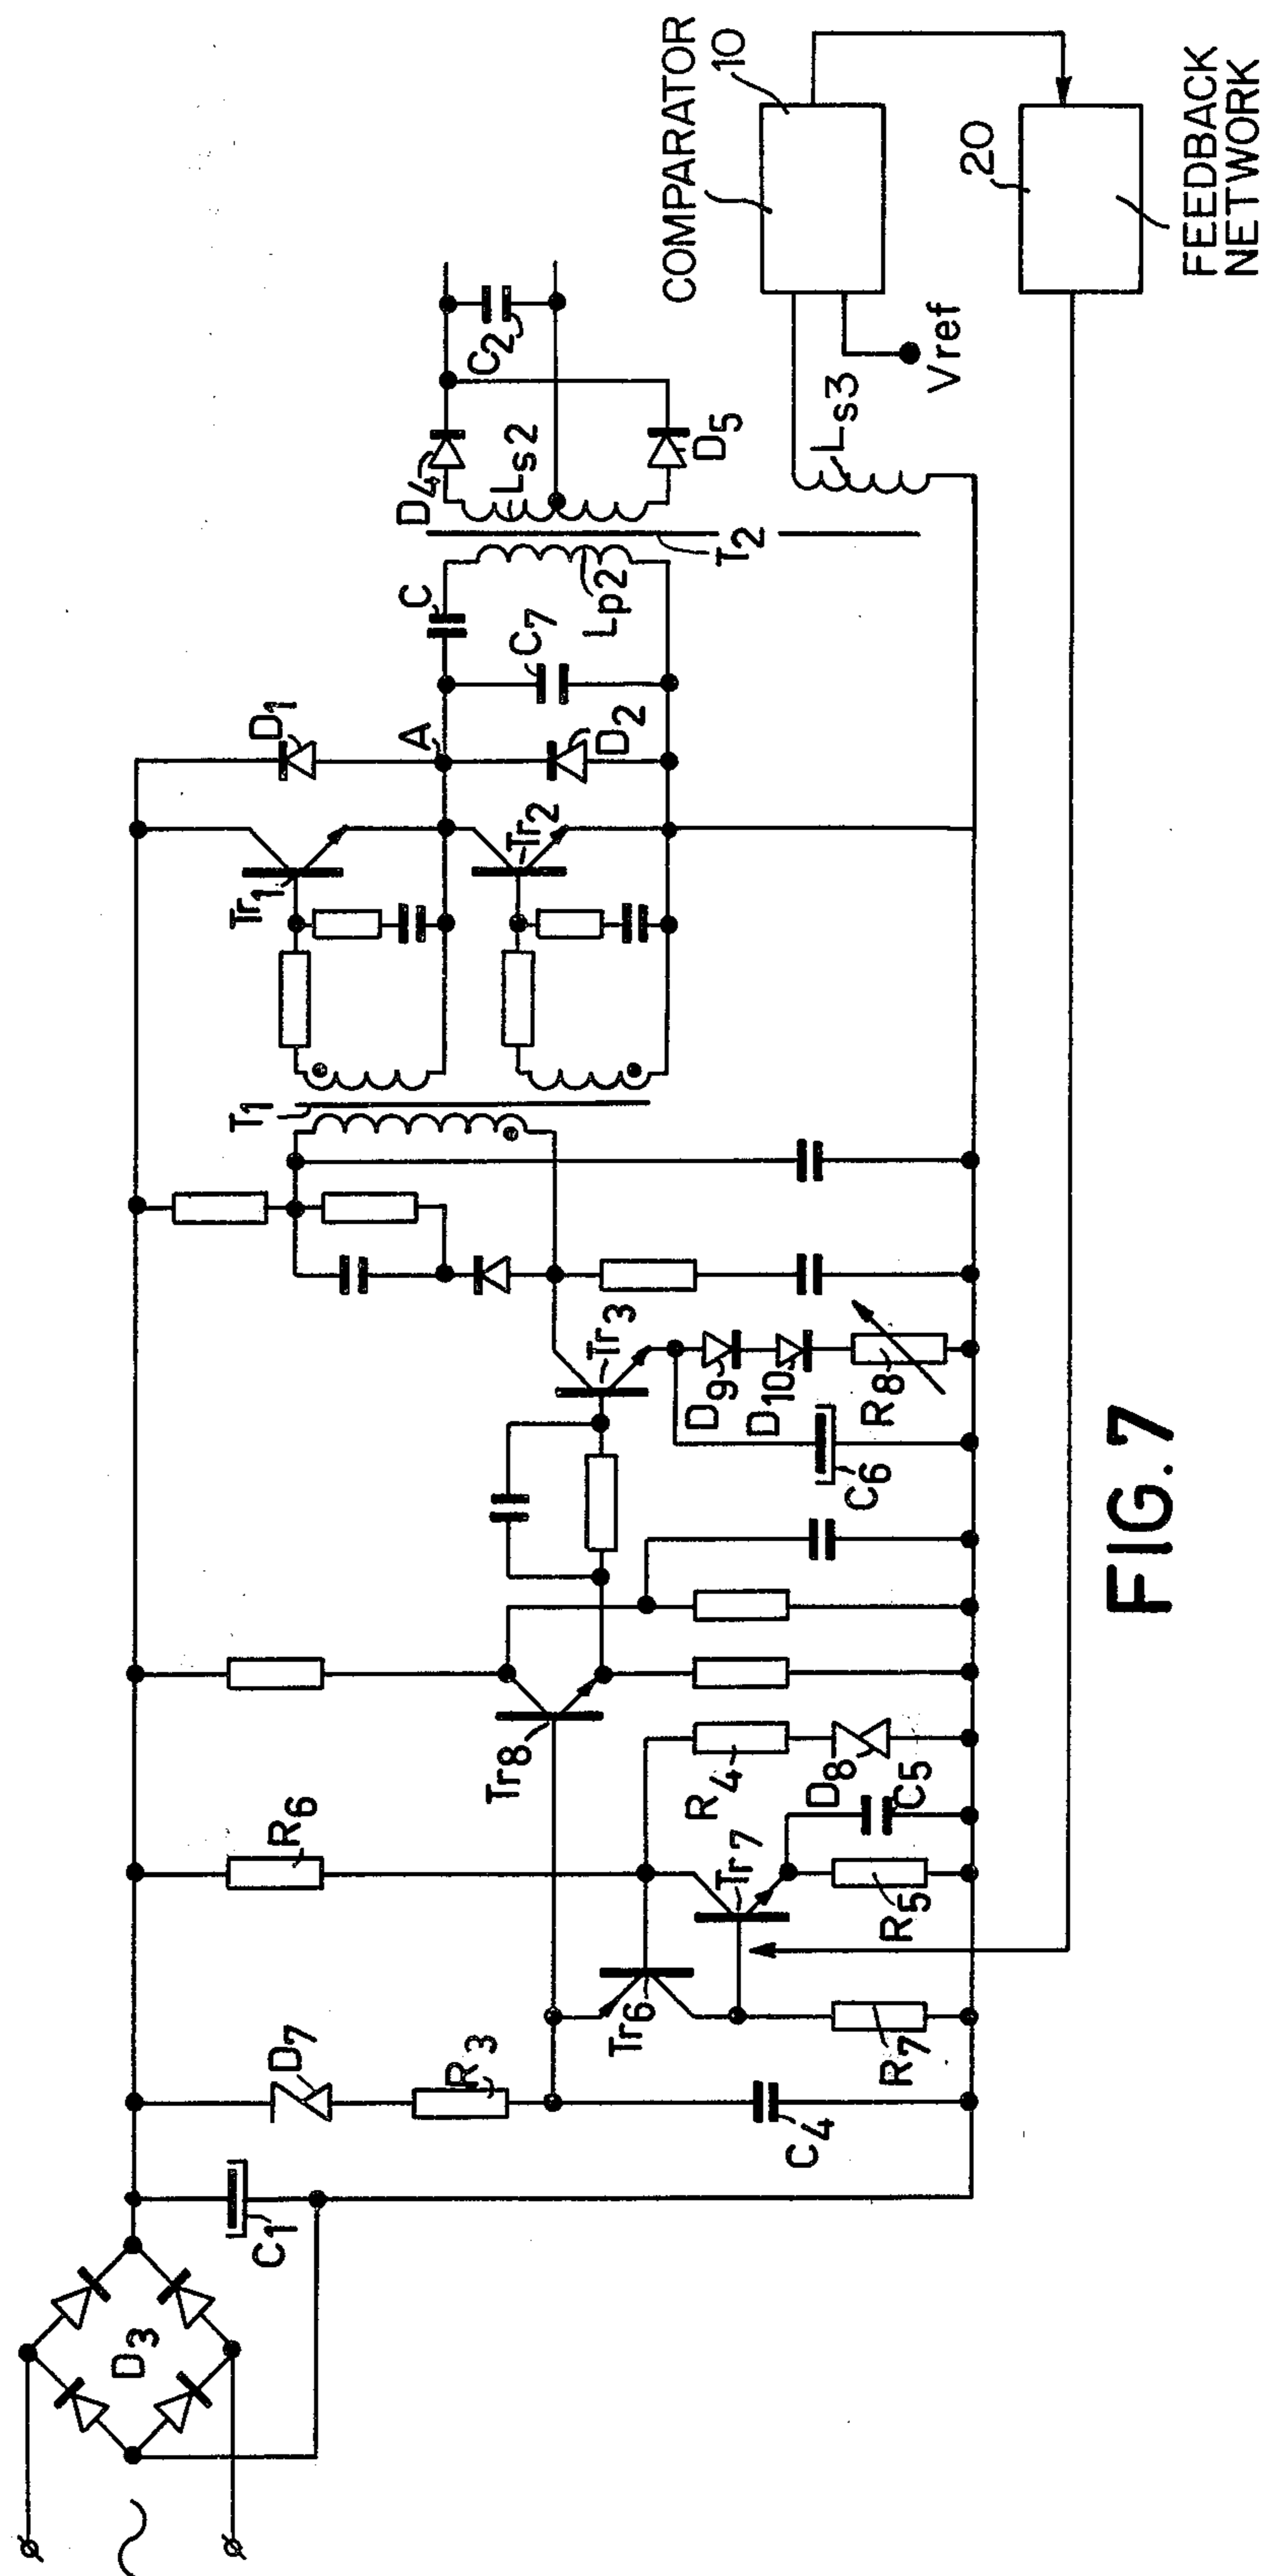 COMPARATOR
10
20
FEEDBACK
NETWORK
Vref
Ls3
D4
Ls2
D5
C2
T2
C
Lp2
C7
D1
A
D2
Tr1
Tr2
T1
Tr3
D9
D10
R8
C6
Tr8
R4
D8
C5
R6
Tr7
R5
Tr6
R7
D7
R3
C4
C1
D3
~
FIG. 7